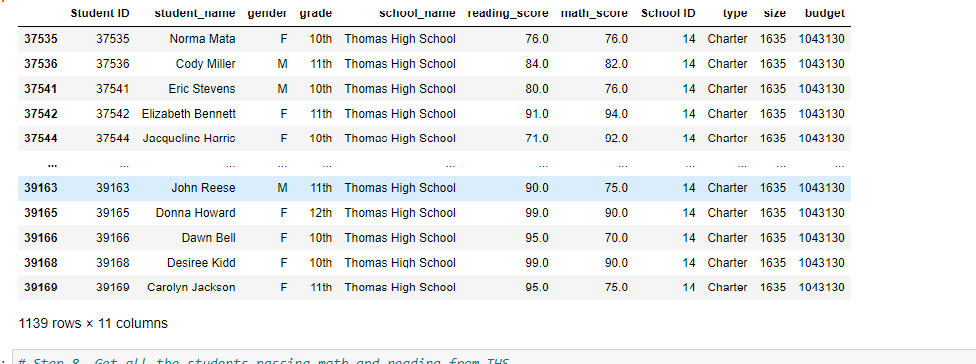 Student ID student_name gender grade school_name reading_score math_score School ID type size budget
37535 37535 Norma Mata F 10th Thomas High School 76.0 76.0 14 Charter 1635 1043130
37536 37536 Cody Miller M 11th Thomas High School 84.0 82.0 14 Charter 1635 1043130
37541 37541 Eric Stevens M 10th Thomas High School 80.0 76.0 14 Charter 1635 1043130
37542 37542 Elizabeth Bennett F 11th Thomas High School 91.0 94.0 14 Charter 1635 1043130
37544 37544 Jacqueline Harris F 10th Thomas High School 71.0 92.0 14 Charter 1635 1043130
... ... ... ... ... ... ... ... ... ... ... ...
39163 39163 John Reese M 11th Thomas High School 90.0 75.0 14 Charter 1635 1043130
39165 39165 Donna Howard F 12th Thomas High School 99.0 90.0 14 Charter 1635 1043130
39166 39166 Dawn Bell F 10th Thomas High School 95.0 70.0 14 Charter 1635 1043130
39168 39168 Desiree Kidd F 10th Thomas High School 99.0 90.0 14 Charter 1635 1043130
39169 39169 Carolyn Jackson F 11th Thomas High School 95.0 75.0 14 Charter 1635 1043130
1139 rows × 11 columns
# Step 8. Get all the students passing math and reading from THS